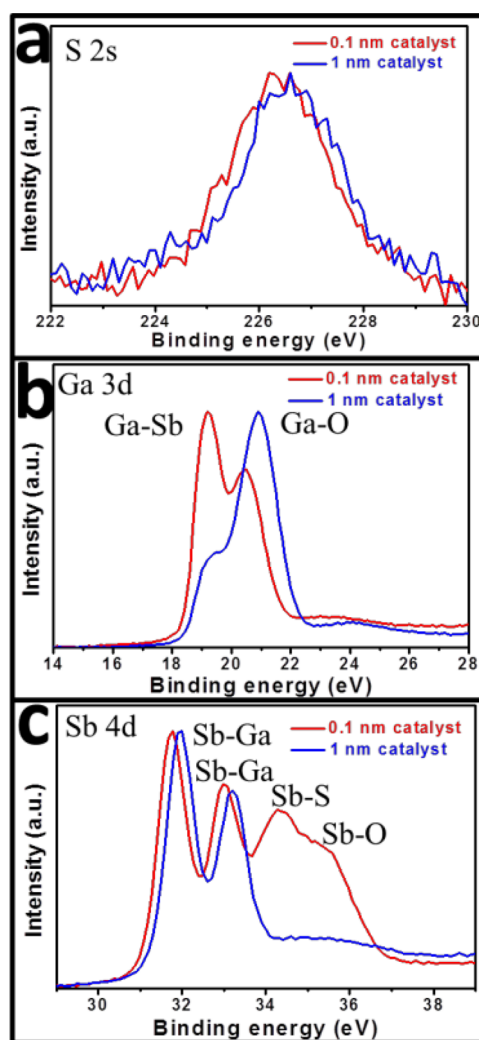 a
S 2s
0.1 nm catalyst
1 nm catalyst
Intensity (a.u.)
222 224 226 228 230
Binding energy (eV)
b
Ga 3d
0.1 nm catalyst
1 nm catalyst
Ga-Sb
Ga-O
Intensity (a.u.)
14 16 18 20 22 24 26 28
Binding energy (eV)
c
Sb 4d
0.1 nm catalyst
1 nm catalyst
Sb-Ga
Sb-Ga
Sb-S
Sb-O
Intensity (a.u.)
30 32 34 36 38
Binding energy (eV)